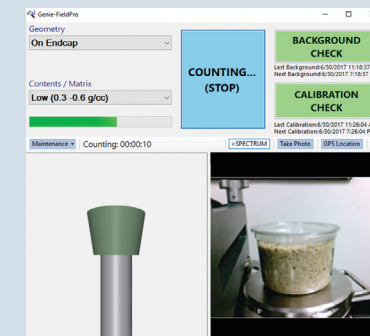 Genie-FieldPro
Geometry
On Endcap
Contents / Matrix
Low (0.3 -0.6 g/cc)
COUNTING...
(STOP)
BACKGROUND
CHECK
Last Background:6/30/2017 11:18:37
Next Background:6/30/2017 7:18:37
CALIBRATION
CHECK
Last Calibration:6/30/2017 11:26:04 A
Next Calibration:6/30/2017 7:26:04 P
Maintenance
Counting: 00:00:10
>SPECTRUM
Take Photo
GPS Location